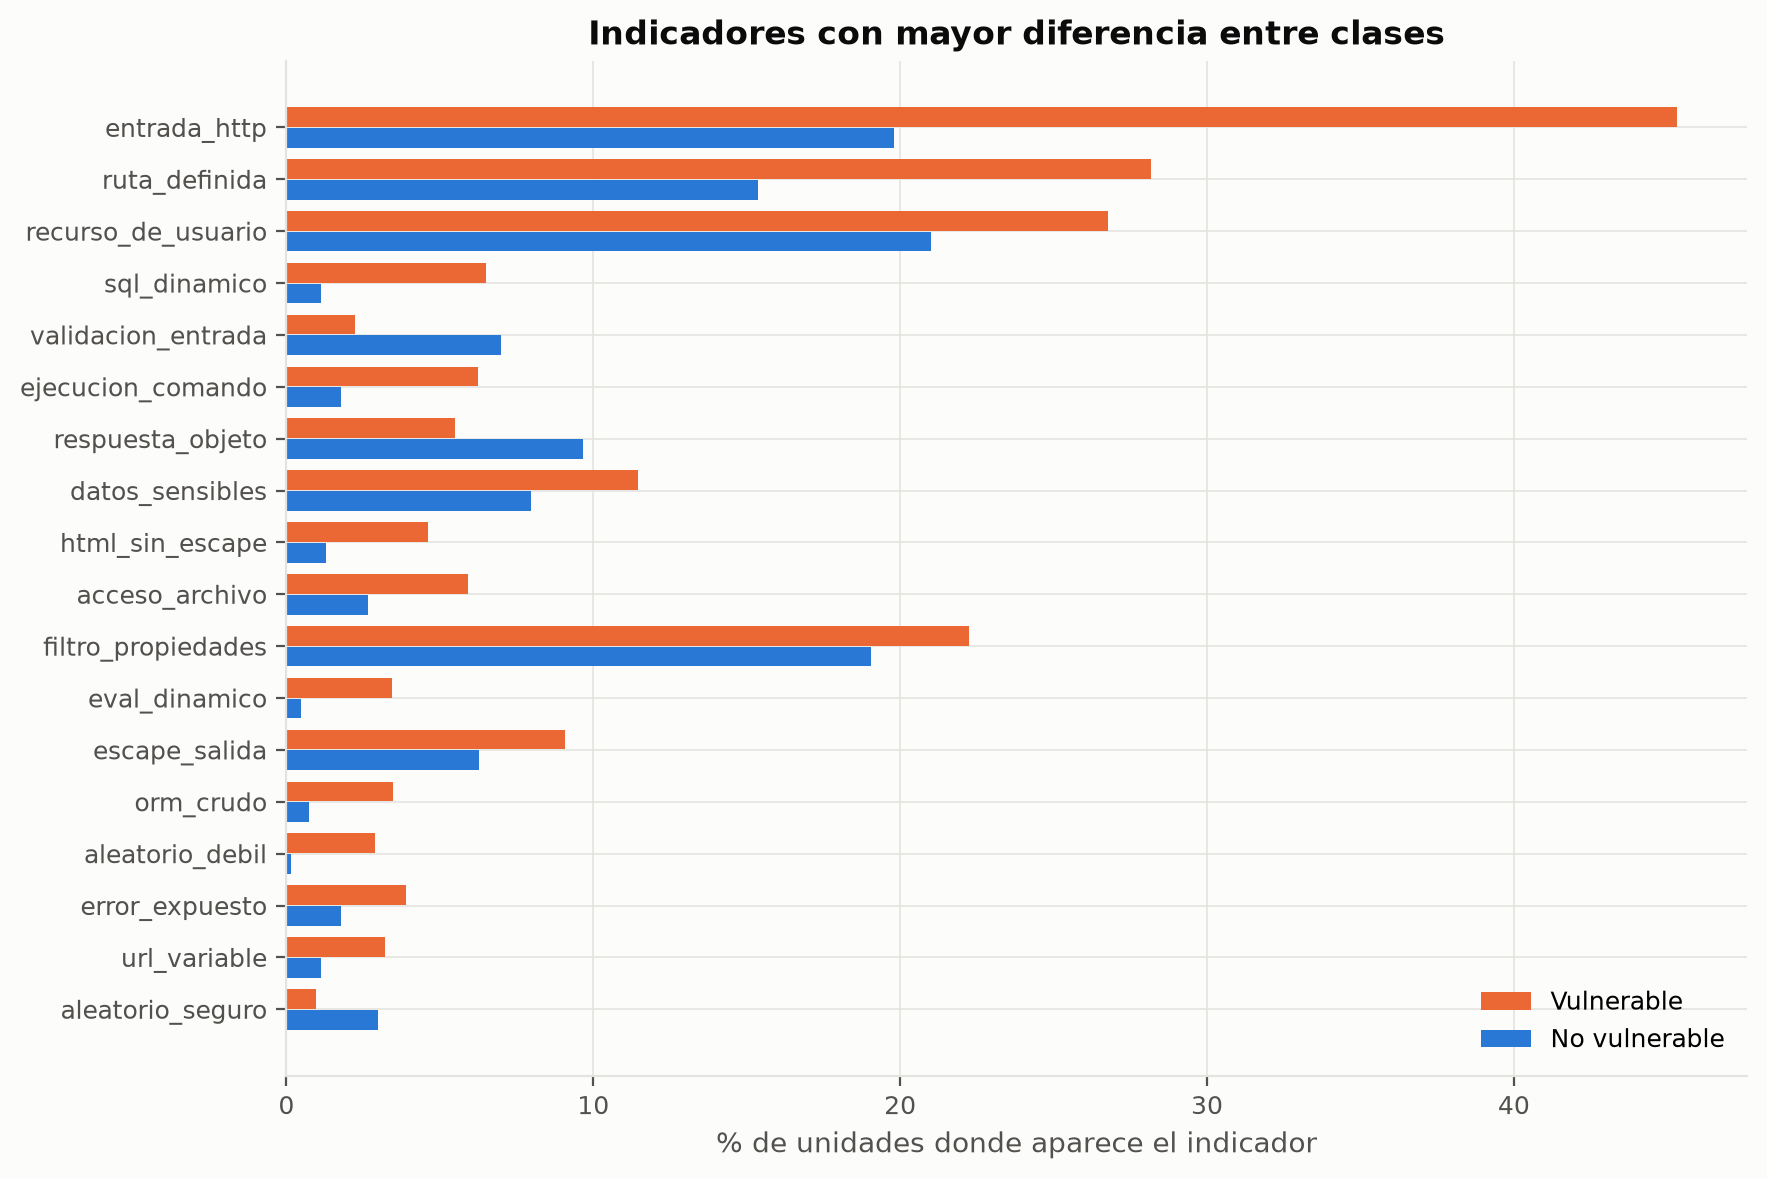 Indicadores con mayor diferencia entre clases
entrada_http
ruta_definida
recurso_de_usuario
sql_dinamico
validacion_entrada
ejecucion_comando
respuesta_objeto
datos_sensibles
html_sin_escape
acceso_archivo
filtro_propiedades
eval_dinamico
escape_salida
orm_crudo
aleatorio_debil
error_expuesto
url_variable
aleatorio_seguro
Vulnerable
No vulnerable
0 10 20 30 40
% de unidades donde aparece el indicador